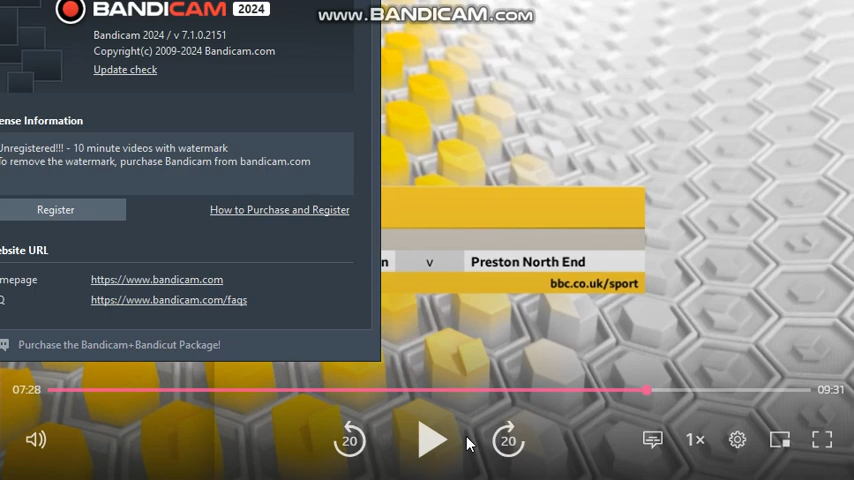 BANDICAM 2024
www.BANDICAM.com
Bandicam 2024 / v 7.1.0.2151
Copyright(c) 2009-2024 Bandicam.com
Update check
ense Information
Unregistered!!! - 10 minute videos with watermark
To remove the watermark, purchase Bandicam from bandicam.com
Register
How to Purchase and Register
ebsite URL
mepage https://www.bandicam.com
Q https://www.bandicam.com/faqs
Purchase the Bandicam+Bandicut Package!
n v Preston North End
bbc.co.uk/sport
07:28 09:31
20 20 1×